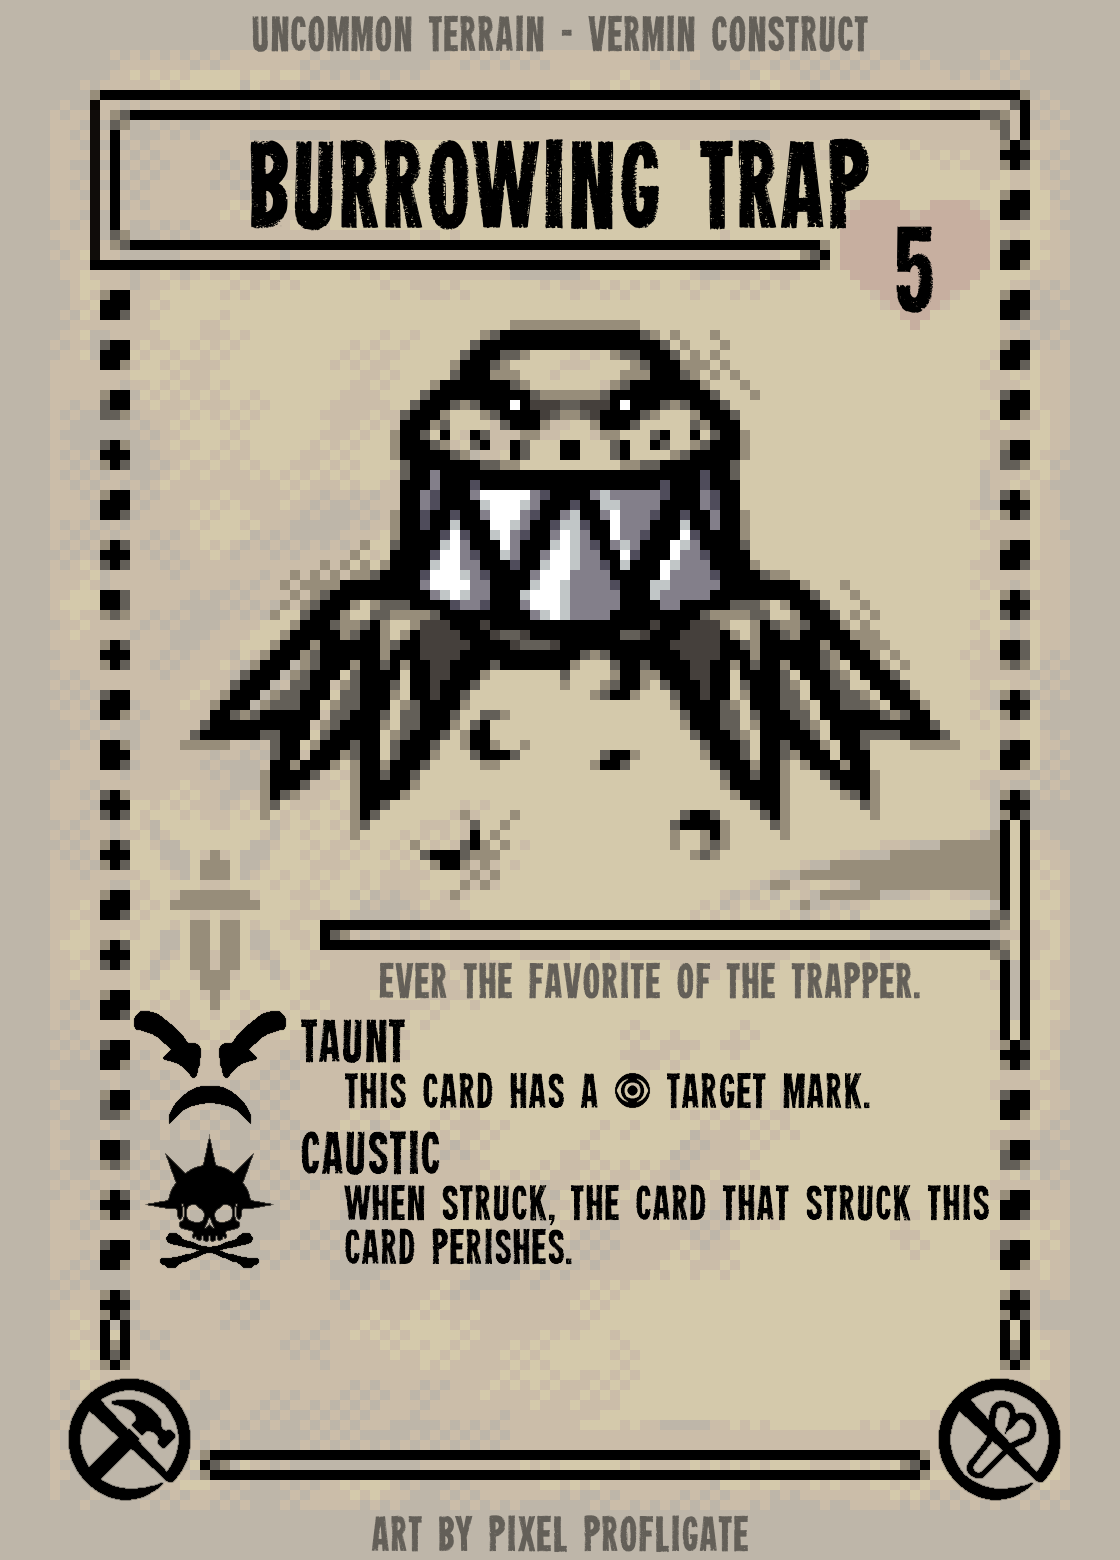 UNCOMMON TERRAIN - VERMIN CONSTRUCT
BURROWING TRAP
5
EVER THE FAVORITE OF THE TRAPPER.
TAUNT
THIS CARD HAS A TARGET MARK.
CAUSTIC
WHEN STRUCK, THE CARD THAT STRUCK THIS
CARD PERISHES.
ART BY PIXEL PROFLIGATE